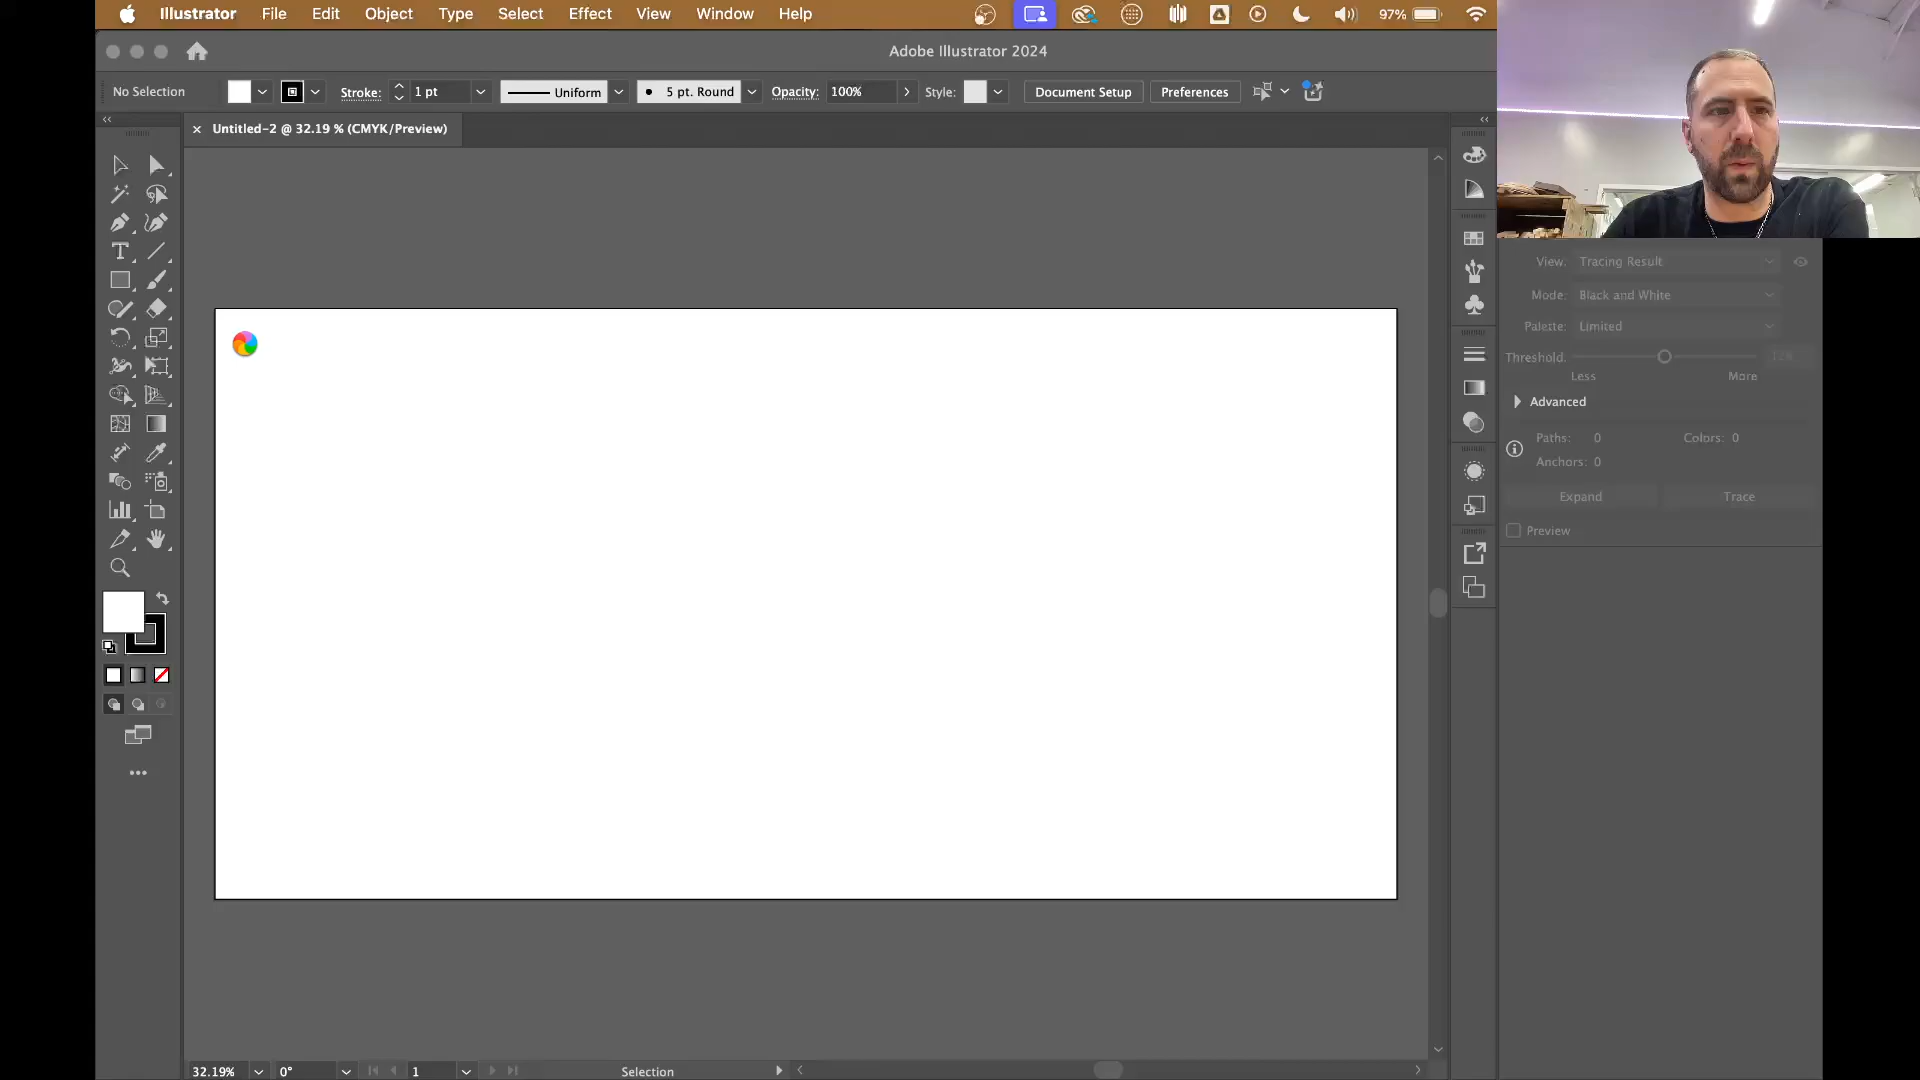 Illustrator File Edit Object Type Select Effect View Window Help 97%
Adobe Illustrator 2024
No Selection Stroke: 1 pt Uniform 5 pt. Round Opacity: 100% Style: Document Setup Preferences
Untitled-2 @ 32.19 % (CMYK/Preview)
View: Tracing Result
Mode: Black and White
Palette: Limited
Threshold:
Less More
Advanced
Paths: 0 Colors: 0
Anchors: 0
Expand Trace
Preview
32.19% 0° 1 Selection